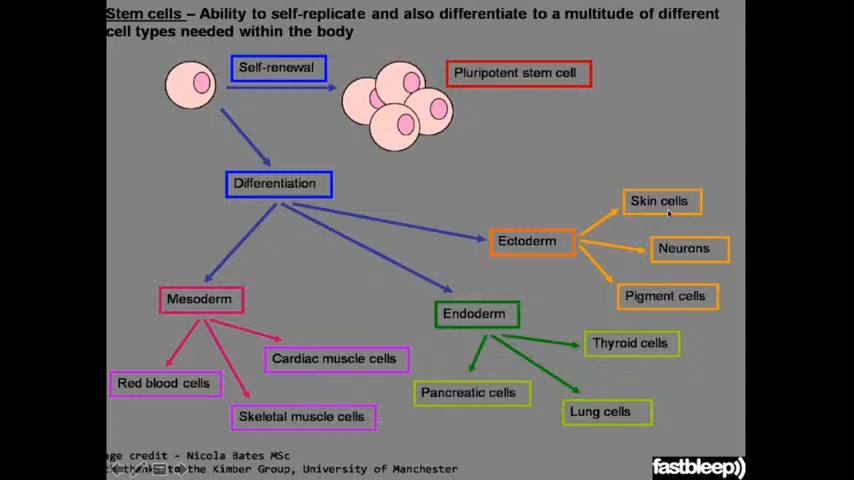 Stem cells – Ability to self-replicate and also differentiate to a multitude of different
cell types needed within the body
Self-renewal
Pluripotent stem cell
Differentiation
Skin cells
Ectoderm
Neurons
Pigment cells
Mesoderm
Endoderm
Thyroid cells
Cardiac muscle cells
Red blood cells
Pancreatic cells
Lung cells
Skeletal muscle cells
credit - Nicola Bates MSc
thanks to the Kimber Group, University of Manchester
fastbleep))